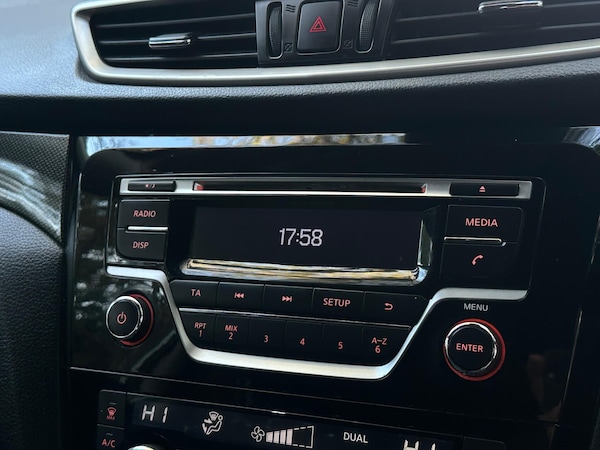 RADIO
DISP
17:58
MEDIA
TA
SETUP
MENU
RPT 1
MIX 2
3
4
5
A-Z 6
ENTER
HI
DUAL
HI
A/C